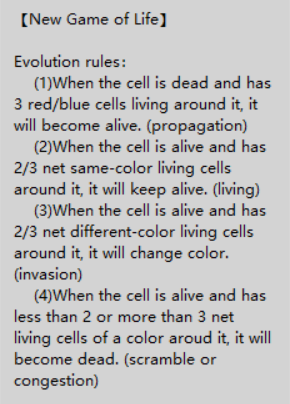 【New Game of Life】
Evolution rules:
(1)When the cell is dead and has
3 red/blue cells living around it, it
will become alive. (propagation)
(2)When the cell is alive and has
2/3 net same-color living cells
around it, it will keep alive. (living)
(3)When the cell is alive and has
2/3 net different-color living cells
around it, it will change color.
(invasion)
(4)When the cell is alive and has
less than 2 or more than 3 net
living cells of a color aroud it, it will
become dead. (scramble or
congestion)